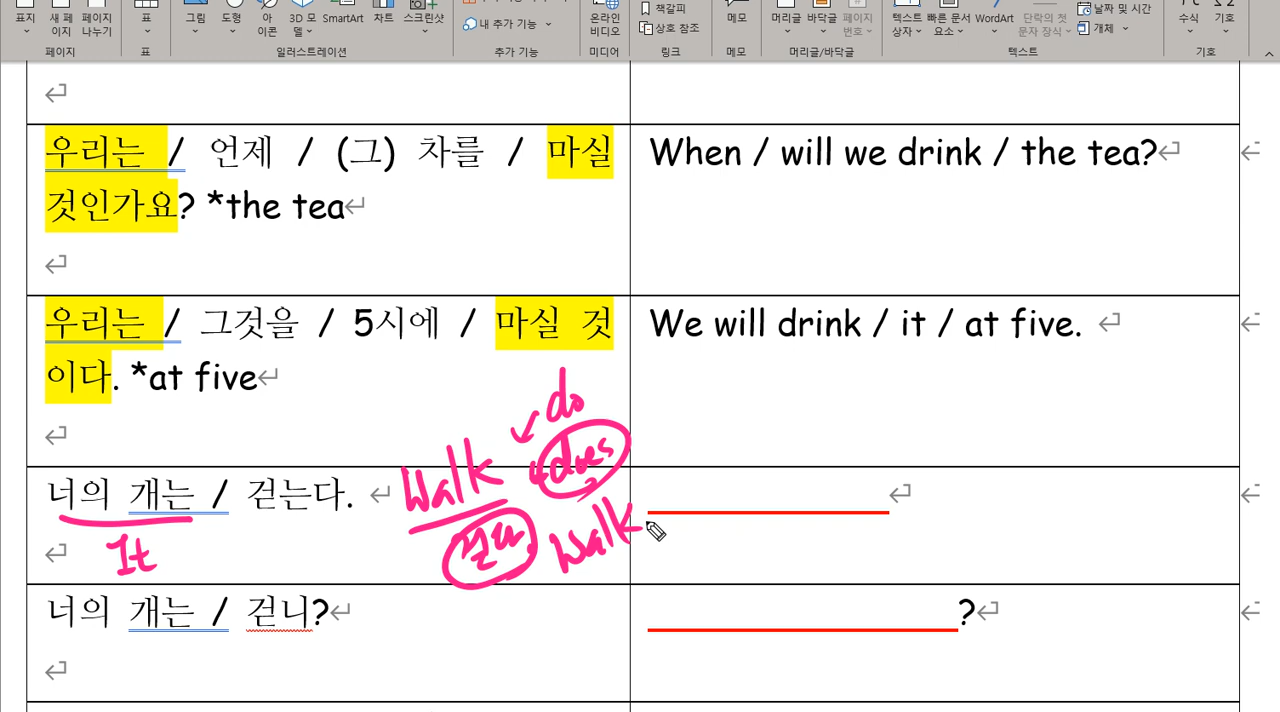 표지 새 페 페이지 표 그림 도형 아 3D 모 SmartArt 차트 스크린샷 내 추가 기능 온라인 책갈피 메모 머리글 바닥글 페이지 텍스트 빠른 문서 WordArt 단락의 첫 날짜 및 시간 수식 기호
이지 나누기 이콘 델 비디오 상호 참조 번호 상자 요소 문자 장식 개체
페이지 표 일러스트레이션 추가 기능 미디어 링크 메모 머리글/바닥글 텍스트 기호
우리는 / 언제 / (그) 차를 / 마실
것인가요? *the tea
When / will we drink / the tea?
우리는 / 그것을 / 5시에 / 마실 것
이다. *at five
We will drink / it / at five.
do
does
Walk
너의 개는 / 걷는다.
It
걷다
Walk
너의 개는 / 걷니?
?